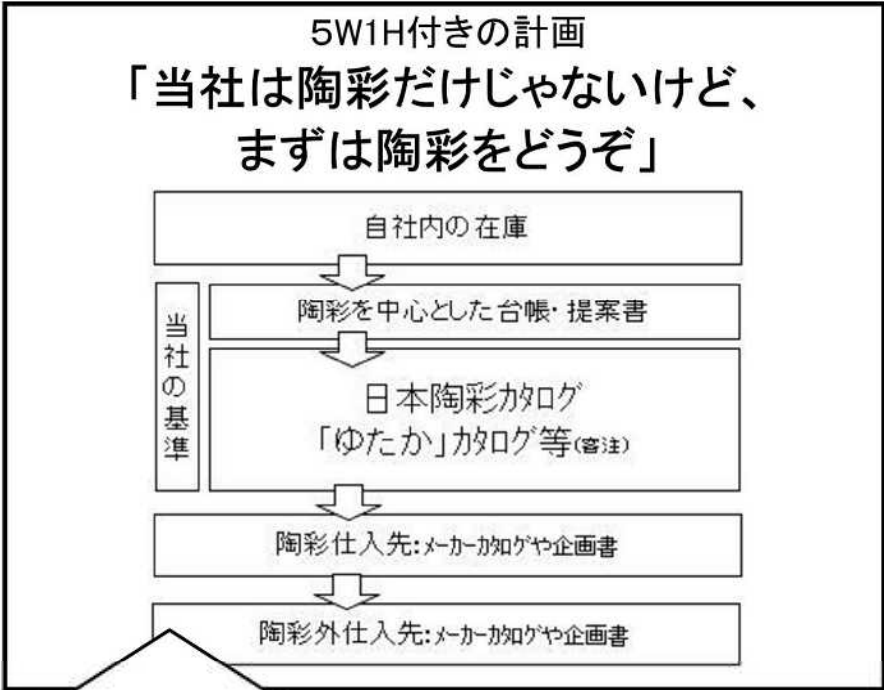 5W1H付きの計画
「当社は陶彩だけじゃないけど、
まずは陶彩をどうぞ」
自社内の在庫
当社の基準
陶彩を中心とした台帳・提案書
日本陶彩カタログ
「ゆたか」カタログ等(客注)
陶彩仕入先:メーカーカタログや企画書
陶彩外仕入先:メーカーカタログや企画書